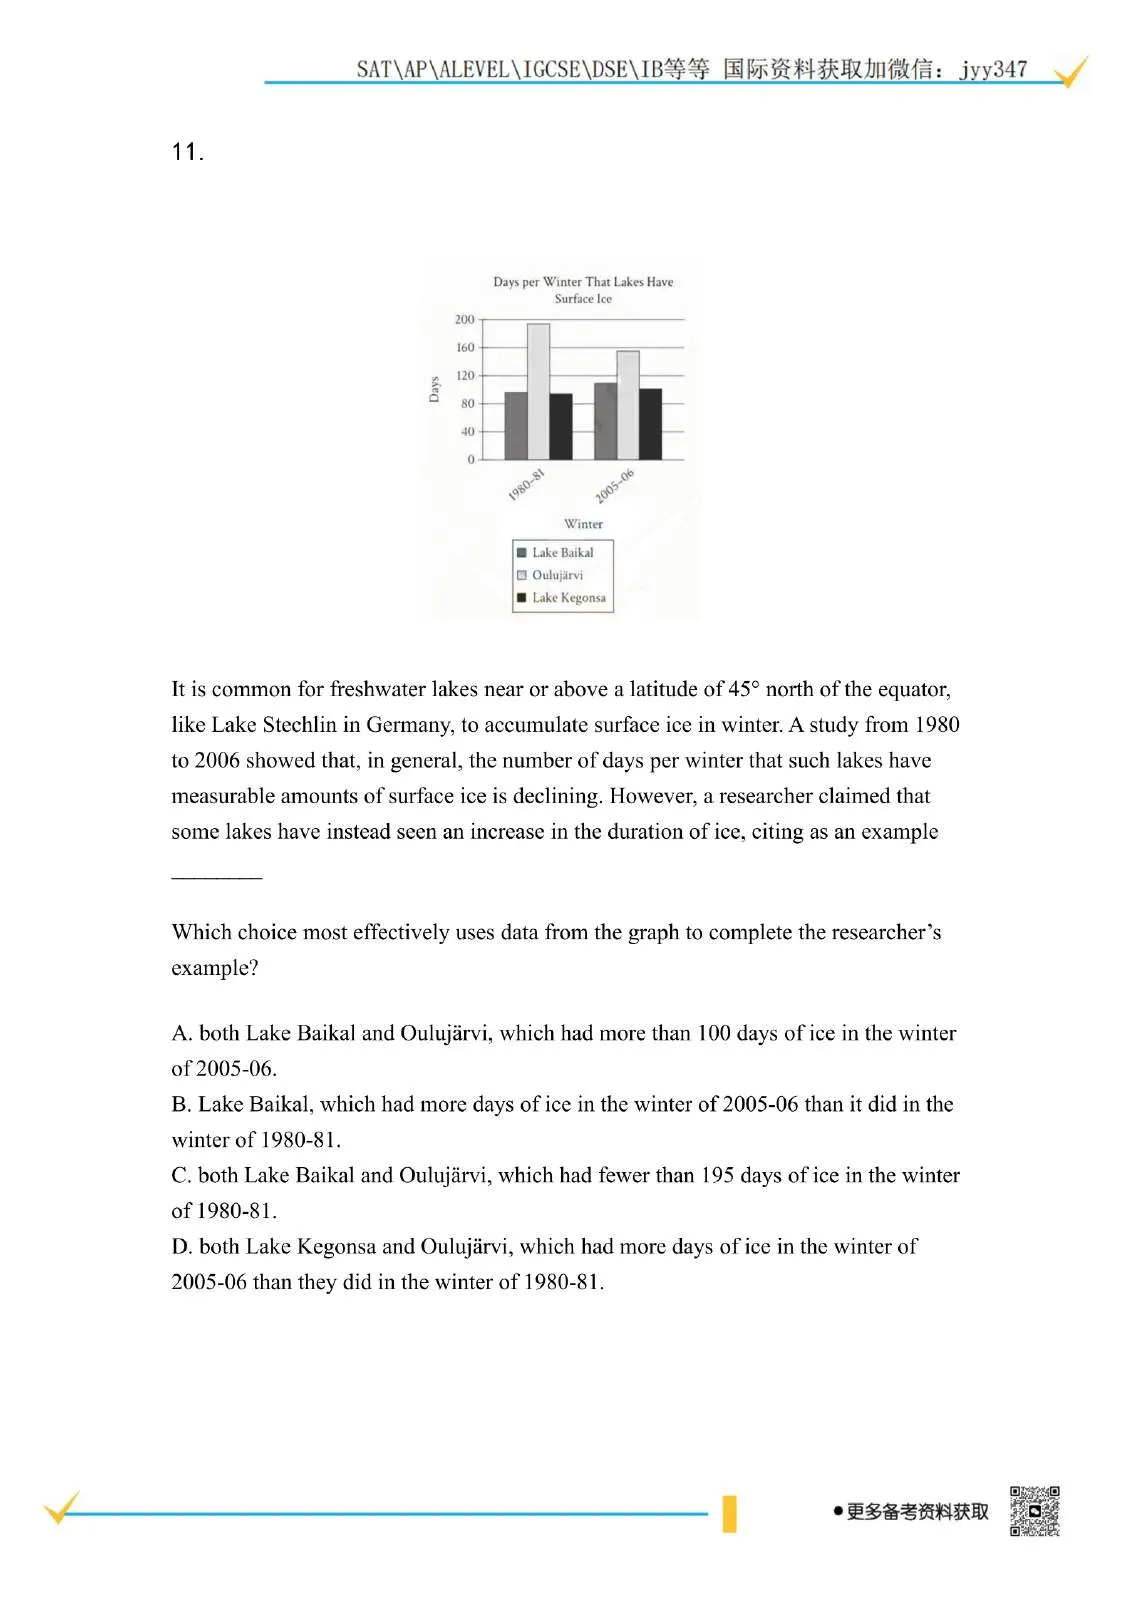 SAT\AP\ALEVEL\IGCSE\DSE\IB等等 国际资料获取加微信：jyy347
11.
Days per Winter That Lakes Have
Surface Ice
200
160
120
80
40
0
Days
1980–81
2005–06
Winter
Lake Baikal
Oulujärvi
Lake Kegonsa
It is common for freshwater lakes near or above a latitude of 45° north of the equator,
like Lake Stechlin in Germany, to accumulate surface ice in winter. A study from 1980
to 2006 showed that, in general, the number of days per winter that such lakes have
measurable amounts of surface ice is declining. However, a researcher claimed that
some lakes have instead seen an increase in the duration of ice, citing as an example
________
Which choice most effectively uses data from the graph to complete the researcher’s
example?
A. both Lake Baikal and Oulujärvi, which had more than 100 days of ice in the winter
of 2005-06.
B. Lake Baikal, which had more days of ice in the winter of 2005-06 than it did in the
winter of 1980-81.
C. both Lake Baikal and Oulujärvi, which had fewer than 195 days of ice in the winter
of 1980-81.
D. both Lake Kegonsa and Oulujärvi, which had more days of ice in the winter of
2005-06 than they did in the winter of 1980-81.
●更多备考资料获取